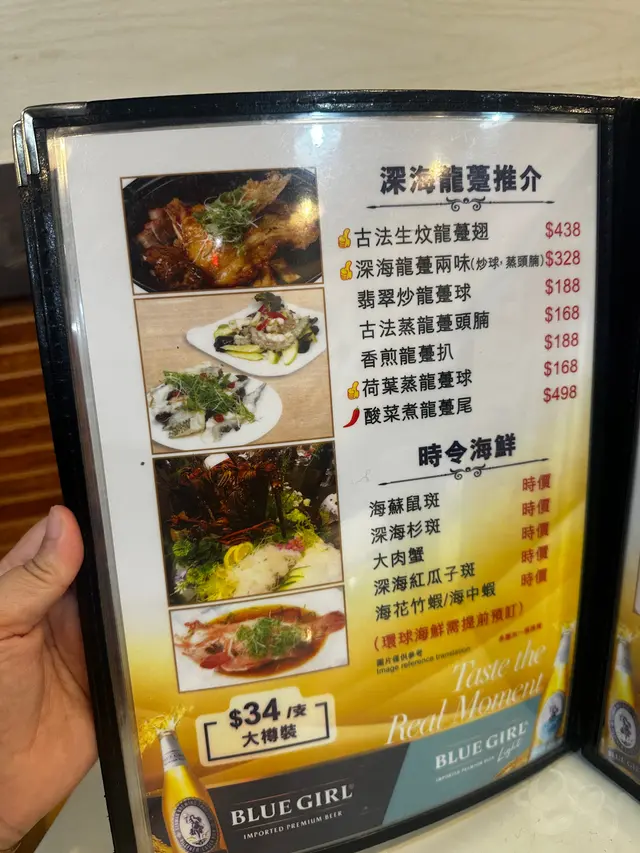 深海龍躉推介
古法生炆龍躉翅 $438
深海龍躉兩味(炒球，蒸頭腩) $328
翡翠炒龍躉球 $188
古法蒸龍躉頭腩 $168
香煎龍躉扒 $188
荷葉蒸龍躉球 $168
酸菜煮龍躉尾 $498
時令海鮮
海蘇鼠斑 時價
深海杉斑 時價
大肉蟹 時價
深海紅瓜子斑 時價
海花竹蝦/海中蝦 時價
(環球海鮮需提前預訂)
圖片僅供參考
Image reference translation
Taste the
Real Moment
$34/支
大樽裝
BLUE GIRL
IMPORTED PREMIUM BEER
BLUE GIRL
Light
IMPORTED PREMIUM BEER